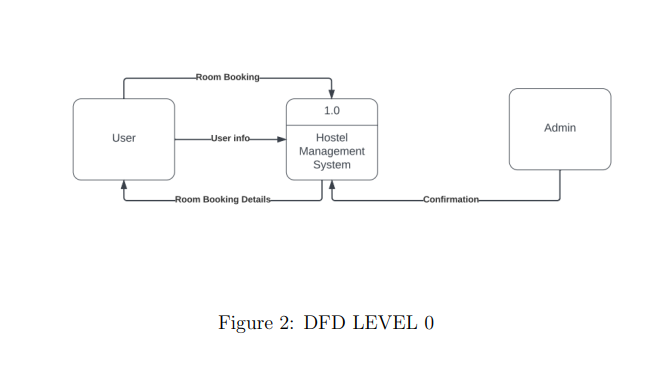 Room Booking
1.0
User
User info
Hostel
Management
System
Admin
Room Booking Details
Confirmation
Figure 2: DFD LEVEL 0